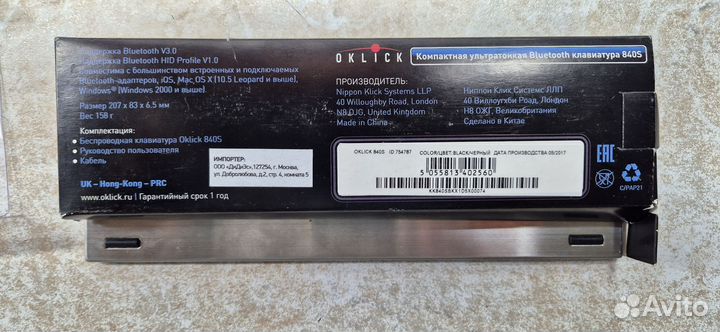 Поддержка Bluetooth V3.0
Поддержка Bluetooth HID Profile V1.0
Совместима с большинством встроенных и подключаемых
Bluetooth-адаптеров, iOS, Mac OS X (10.5 Leopard и выше),
Windows® (Windows 2000 и выше).
Размер 207 x 83 x 6.5 мм
Вес 158 г
Комплектация:
• Беспроводная клавиатура Oklick 840S
• Руководство пользователя
• Кабель
UK – Hong-Kong – PRC
www.oklick.ru | Гарантийный срок 1 год
ИМПОРТЕР:
ООО «ДиДиЭс»,127254, г. Москва,
ул. Добролюбова, д.2, стр. 4, комната 5
OKLICK
Компактная ультратонкая Bluetooth клавиатура 840S
ПРОИЗВОДИТЕЛЬ:
Nippon Klick Systems LLP
40 Willoughby Road, London
N8 0JG, United Kingdom
Made in China
Ниппон Клик Системс ЛЛП
40 Виллоугхби Роад, Лондон
Н8 0ЖГ, Великобритания
Сделано в Китае
OKLICK 840S ID 754787 COLOR/ЦВЕТ: BLACK/ЧЕРНЫЙ ДАТА ПРОИЗВОДСТВА 05/2017
5 055813 402560
KK840SBKX1D5X00074
EAC
C/PAP21
Avito